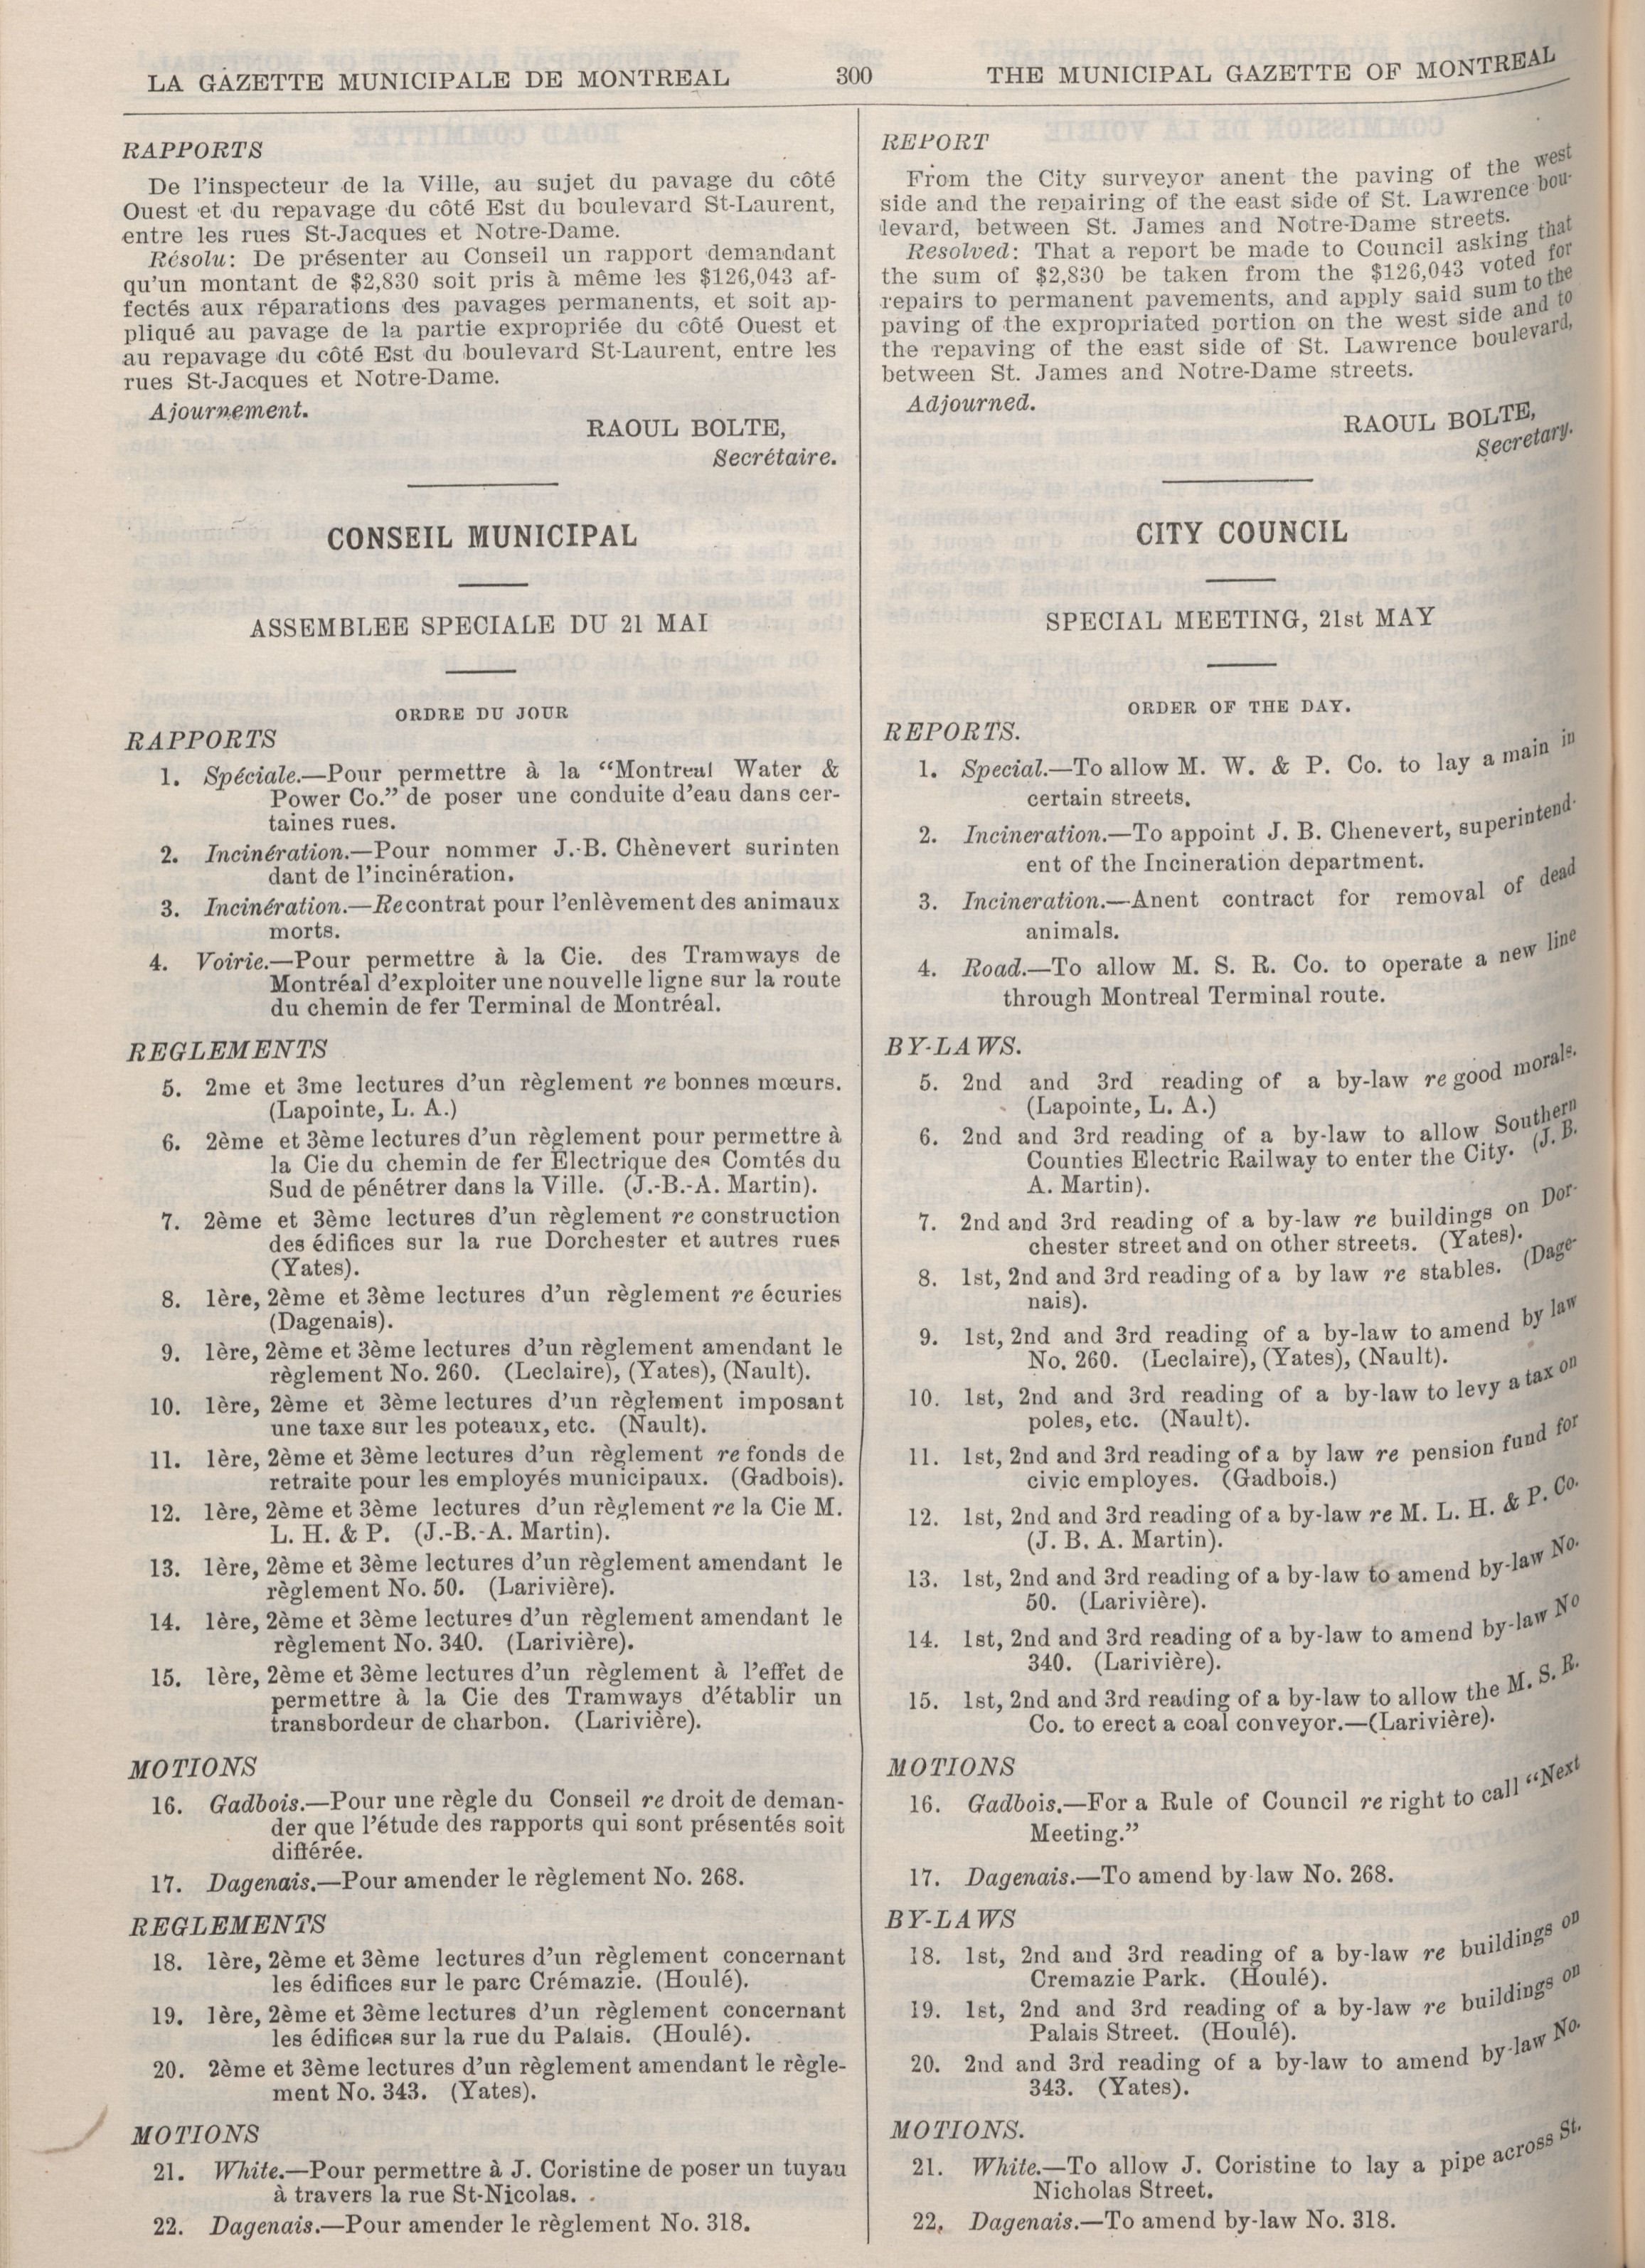 LA GAZETTE MUNICIPALE DE MONTREAL
300
THE MUNICIPAL GAZETTE OF MONTREAL
RAPPORTS
De l'inspecteur de la Ville, au sujet du pavage du côté
Ouest et du repavage du côté Est du boulevard St-Laurent,
entre les rues St-Jacques et Notre-Dame.
Résolu: De présenter au Conseil un rapport demandant
qu'un montant de $2,830 soit pris à même les $126,043 af-
fectés aux réparations des pavages permanents, et soit ap-
pliqué au pavage de la partie expropriée du côté Ouest et
au repavage du côté Est du boulevard St-Laurent, entre les
rues St-Jacques et Notre-Dame.
Ajournement.
RAOUL BOLTE,
Secrétaire.
CONSEIL MUNICIPAL
ASSEMBLEE SPECIALE DU 21 MAI
ORDRE DU JOUR
RAPPORTS
1. Spéciale.—Pour permettre à la "Montreal Water &
Power Co." de poser une conduite d'eau dans cer-
taines rues.
2. Incinération.—Pour nommer J.-B. Chènevert surinten
dant de l'incinération.
3. Incinération.—Re contrat pour l'enlèvement des animaux
morts.
4. Voirie.—Pour permettre à la Cie. des Tramways de
Montréal d'exploiter une nouvelle ligne sur la route
du chemin de fer Terminal de Montréal.
REGLEMENTS
5. 2me et 3me lectures d'un règlement re bonnes mœurs.
(Lapointe, L. A.)
6. 2ème et 3ème lectures d'un règlement pour permettre à
la Cie du chemin de fer Electrique des Comtés du
Sud de pénétrer dans la Ville. (J.-B.-A. Martin).
7. 2ème et 3ème lectures d'un règlement re construction
des édifices sur la rue Dorchester et autres rues
(Yates).
8. 1ère, 2ème et 3ème lectures d'un règlement re écuries
(Dagenais).
9. 1ère, 2ème et 3ème lectures d'un règlement amendant le
règlement No. 260. (Leclaire), (Yates), (Nault).
10. 1ère, 2ème et 3ème lectures d'un règlement imposant
une taxe sur les poteaux, etc. (Nault).
11. 1ère, 2ème et 3ème lectures d'un règlement re fonds de
retraite pour les employés municipaux. (Gadbois).
12. 1ère, 2ème et 3ème lectures d'un règlement re la Cie M.
L. H. & P. (J.-B.-A. Martin).
13. 1ère, 2ème et 3ème lectures d'un règlement amendant le
règlement No. 50. (Larivière).
14. 1ère, 2ème et 3ème lectures d'un règlement amendant le
règlement No. 340. (Larivière).
15. 1ère, 2ème et 3ème lectures d'un règlement à l'effet de
permettre à la Cie des Tramways d'établir un
transbordeur de charbon. (Larivière).
MOTIONS
16. Gadbois.—Pour une règle du Conseil re droit de deman-
der que l'étude des rapports qui sont présentés soit
différée.
17. Dagenais.—Pour amender le règlement No. 268.
REGLEMENTS
18. 1ère, 2ème et 3ème lectures d'un règlement concernant
les édifices sur le parc Crémazie. (Houlé).
19. 1ère, 2ème et 3ème lectures d'un règlement concernant
les édifices sur la rue du Palais. (Houlé).
20. 2ème et 3ème lectures d'un règlement amendant le règle-
ment No. 343. (Yates).
MOTIONS
21. White.—Pour permettre à J. Coristine de poser un tuyau
à travers la rue St-Nicolas.
22. Dagenais.—Pour amender le règlement No. 318.
REPORT
From the City surveyor anent the paving of the west
side and the repairing of the east side of St. Lawrence bou-
levard, between St. James and Notre-Dame streets.
Resolved: That a report be made to Council asking that
the sum of $2,830 be taken from the $126,043 voted for
repairs to permanent pavements, and apply said sum to the
paving of the expropriated portion on the west side and to
the repaving of the east side of St. Lawrence boulevard,
between St. James and Notre-Dame streets.
Adjourned.
RAOUL BOLTE,
Secretary.
CITY COUNCIL
SPECIAL MEETING, 21st MAY
ORDER OF THE DAY.
REPORTS.
1. Special.—To allow M. W. & P. Co. to lay a main in
certain streets.
2. Incineration.—To appoint J. B. Chenevert, superintend-
ent of the Incineration department.
3. Incineration.—Anent contract for removal of dead
animals.
4. Road.—To allow M. S. R. Co. to operate a new line
through Montreal Terminal route.
BY-LAWS.
5. 2nd and 3rd reading of a by-law re good morals.
(Lapointe, L. A.)
6. 2nd and 3rd reading of a by-law to allow Southern
Counties Electric Railway to enter the City. (J. B.
A. Martin).
7. 2nd and 3rd reading of a by-law re buildings on Dor-
chester street and on other streets. (Yates).
8. 1st, 2nd and 3rd reading of a by law re stables. (Dage-
nais).
9. 1st, 2nd and 3rd reading of a by-law to amend by law
No. 260. (Leclaire), (Yates), (Nault).
10. 1st, 2nd and 3rd reading of a by-law to levy a tax on
poles, etc. (Nault).
11. 1st, 2nd and 3rd reading of a by law re pension fund for
civic employes. (Gadbois.)
12. 1st, 2nd and 3rd reading of a by-law re M. L. H. & P. Co.
(J. B. A. Martin).
13. 1st, 2nd and 3rd reading of a by-law to amend by-law No.
50. (Larivière).
14. 1st, 2nd and 3rd reading of a by-law to amend by-law No
340. (Larivière).
15. 1st, 2nd and 3rd reading of a by-law to allow the M. S. R.
Co. to erect a coal conveyor.—(Larivière).
MOTIONS
16. Gadbois.—For a Rule of Council re right to call "Next
Meeting."
17. Dagenais.—To amend by-law No. 268.
BY-LAWS
18. 1st, 2nd and 3rd reading of a by-law re buildings on
Cremazie Park. (Houlé).
19. 1st, 2nd and 3rd reading of a by-law re buildings on
Palais Street. (Houlé).
20. 2nd and 3rd reading of a by-law to amend by-law No.
343. (Yates).
MOTIONS.
21. White.—To allow J. Coristine to lay a pipe across St.
Nicholas Street.
22. Dagenais.—To amend by-law No. 318.